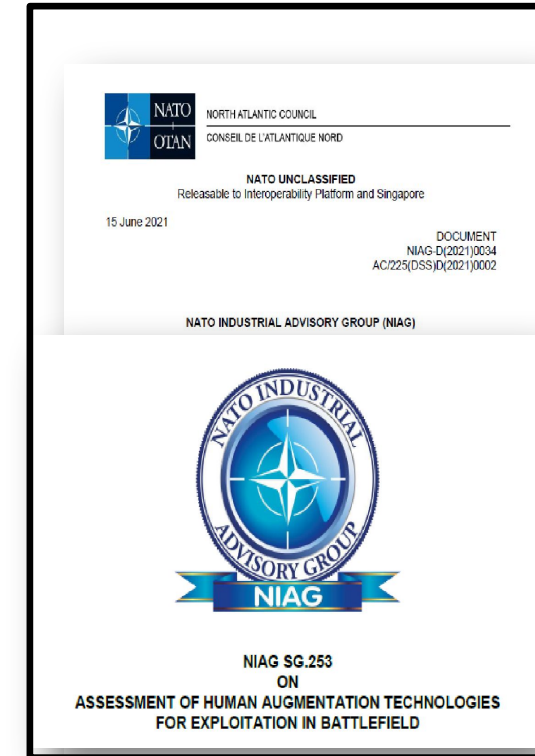 NATO
OTAN
NORTH ATLANTIC COUNCIL
CONSEIL DE L'ATLANTIQUE NORD
NATO UNCLASSIFIED
Releasable to Interoperability Platform and Singapore
15 June 2021
DOCUMENT
NIAG-D(2021)0034
AC/225(DSS)D(2021)0002
NATO INDUSTRIAL ADVISORY GROUP (NIAG)
NATO INDUSTRIAL
ADVISORY GROUP
NIAG
NIAG SG.253
ON
ASSESSMENT OF HUMAN AUGMENTATION TECHNOLOGIES
FOR EXPLOITATION IN BATTLEFIELD